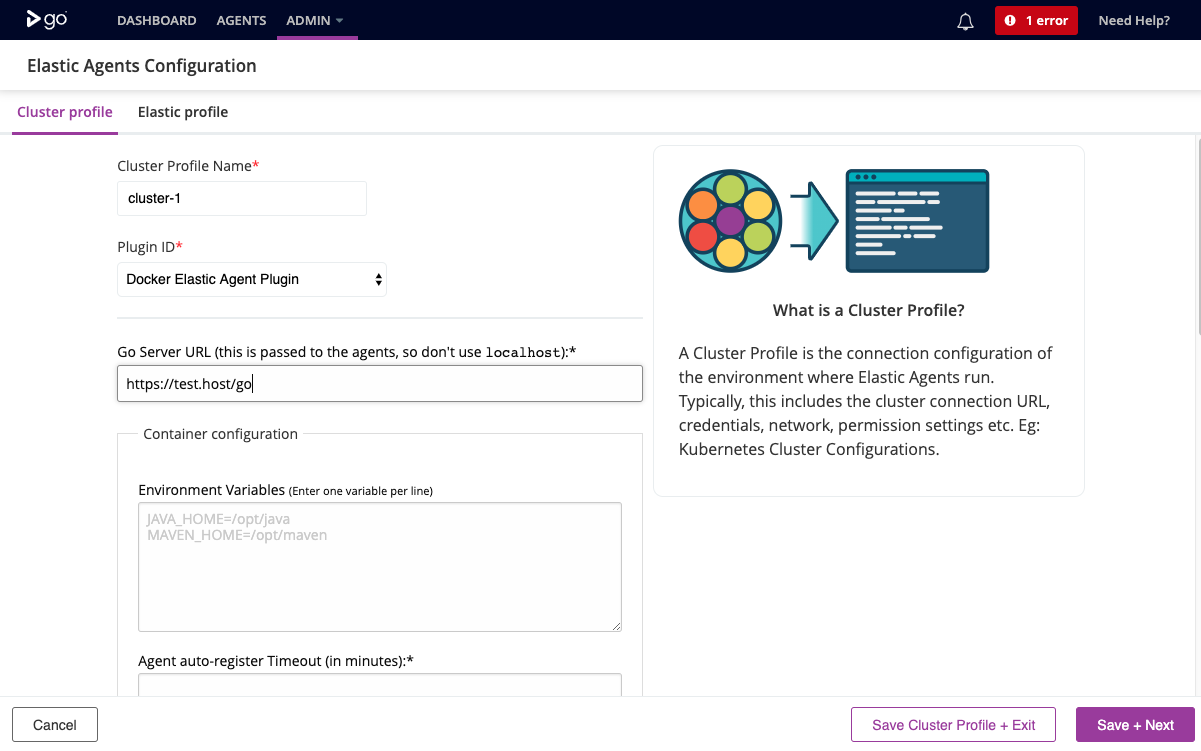 go
DASHBOARD
AGENTS
ADMIN
1 error
Need Help?
Elastic Agents Configuration
Cluster profile
Elastic profile
Cluster Profile Name*
cluster-1
Plugin ID*
Docker Elastic Agent Plugin
Go Server URL (this is passed to the agents, so don't use localhost):*
https://test.host/go
Container configuration
Environment Variables (Enter one variable per line)
JAVA_HOME=/opt/java
MAVEN_HOME=/opt/maven
Agent auto-register Timeout (in minutes):*
What is a Cluster Profile?
A Cluster Profile is the connection configuration of
the environment where Elastic Agents run.
Typically, this includes the cluster connection URL,
credentials, network, permission settings etc. Eg:
Kubernetes Cluster Configurations.
Cancel
Save Cluster Profile + Exit
Save + Next